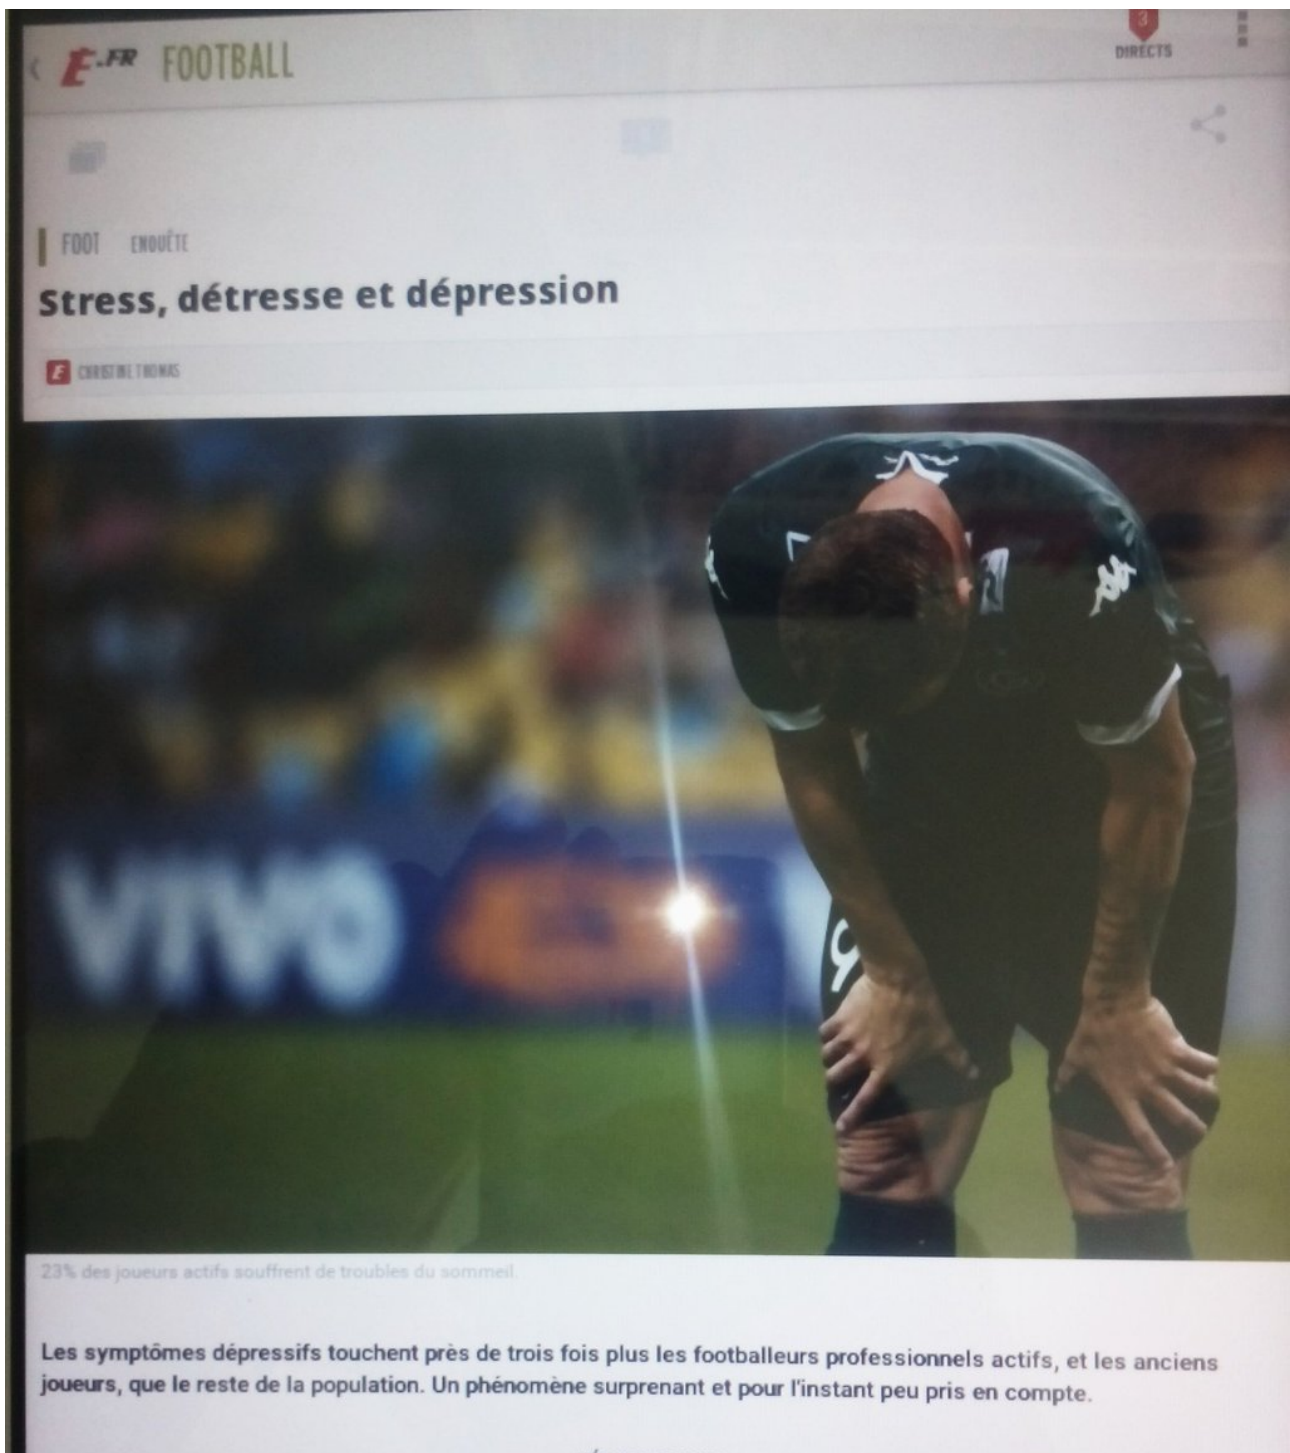 É.FR FOOTBALL
3
DIRECTS
FOOT ENQUÊTE
Stress, détresse et dépression
É CHRISTINE THOMAS
VIVO
9
23% des joueurs actifs souffrent de troubles du sommeil.
Les symptômes dépressifs touchent près de trois fois plus les footballeurs professionnels actifs, et les anciens
joueurs, que le reste de la population. Un phénomène surprenant et pour l'instant peu pris en compte.